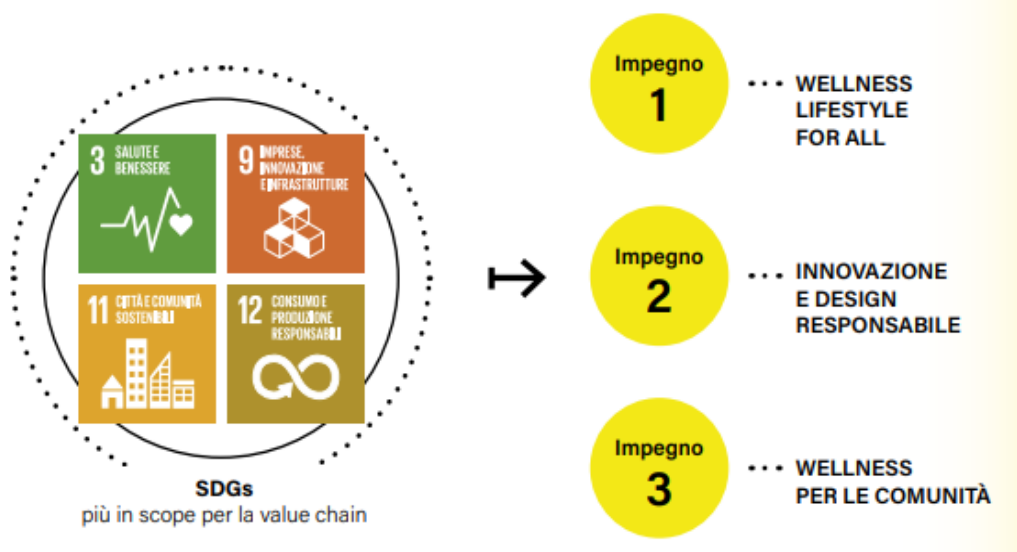 3 SALUTE E
BENESSERE
9 IMPRESE,
INNOVAZIONE
E INFRASTRUTTURE
11 CITTÀ E COMUNITÀ
SOSTENIBILI
12 CONSUMO E
PRODUZIONE
RESPONSABILI
SDGs
più in scope per la value chain
Impegno
1
WELLNESS
LIFESTYLE
FOR ALL
Impegno
2
INNOVAZIONE
E DESIGN
RESPONSABILE
Impegno
3
WELLNESS
PER LE COMUNITÀ